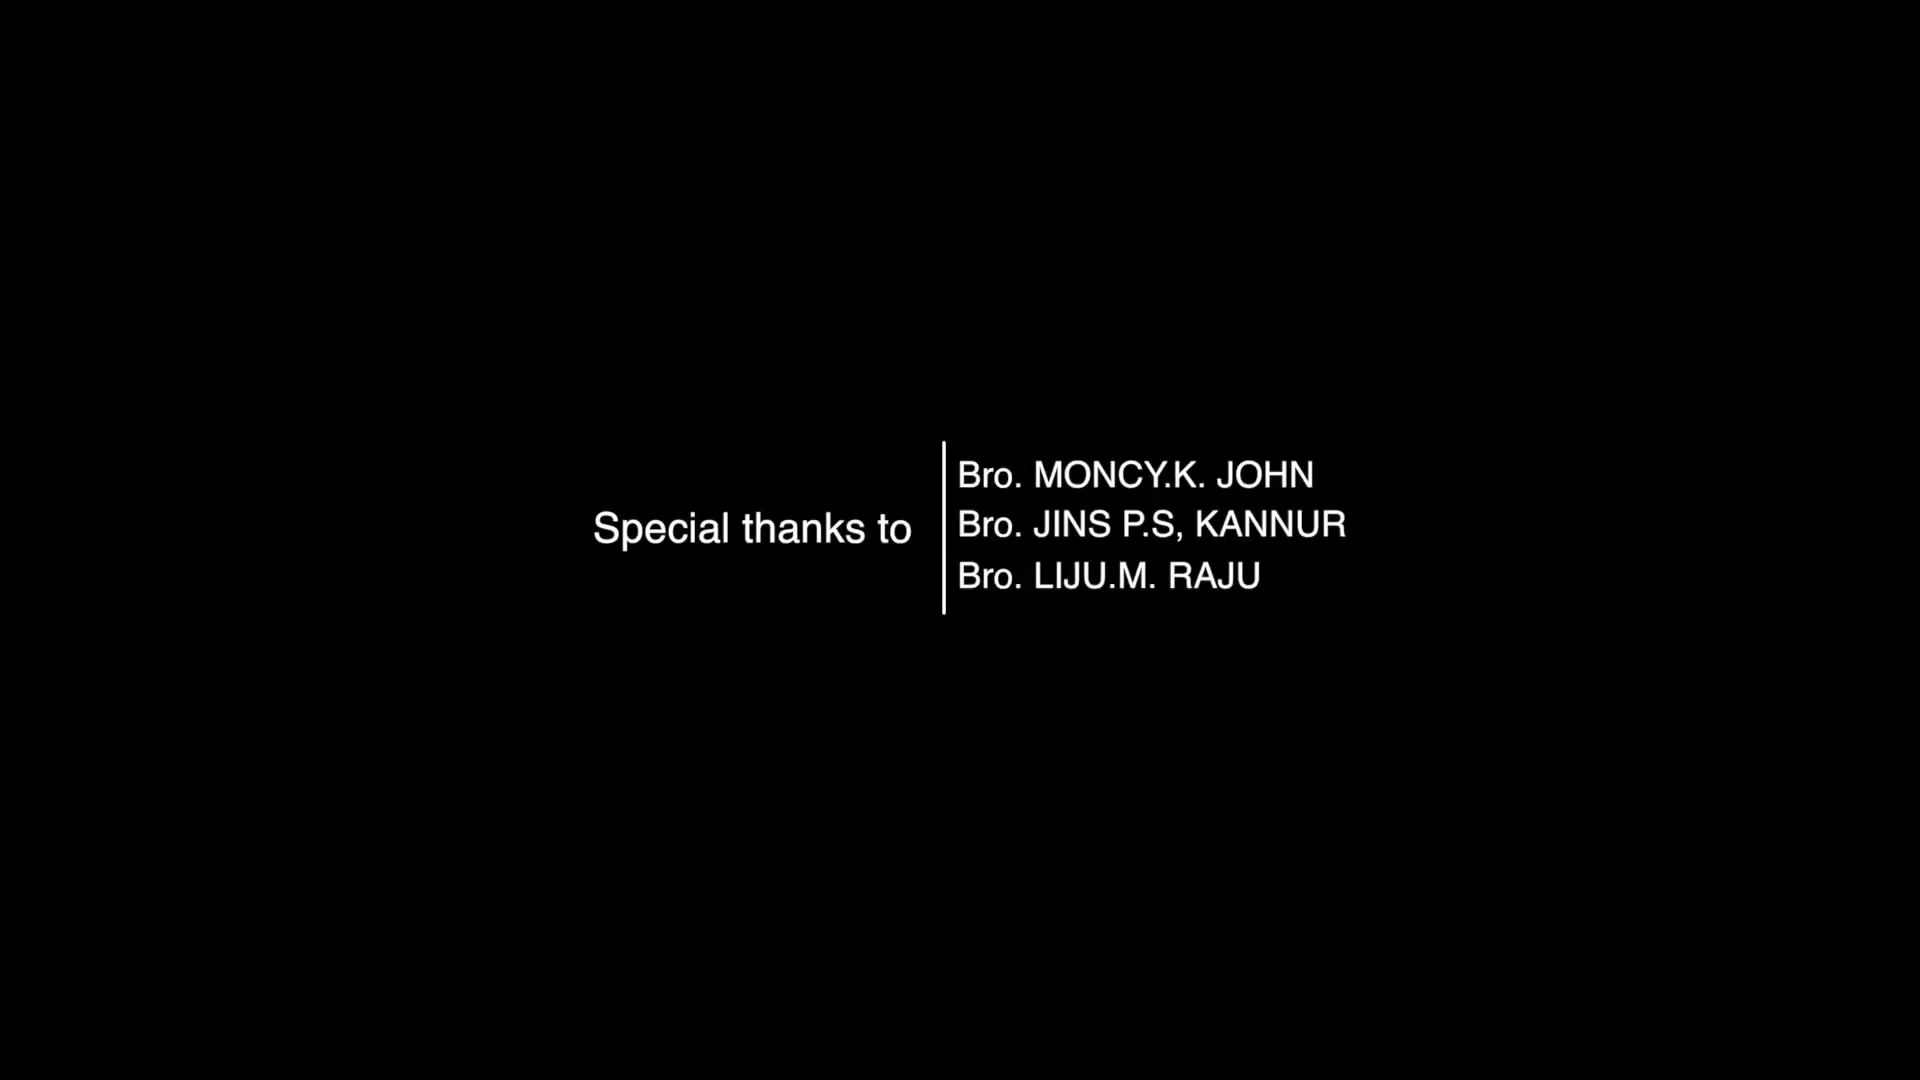 Special thanks to
Bro. MONCY.K. JOHN
Bro. JINS P.S, KANNUR
Bro. LIJU.M. RAJU